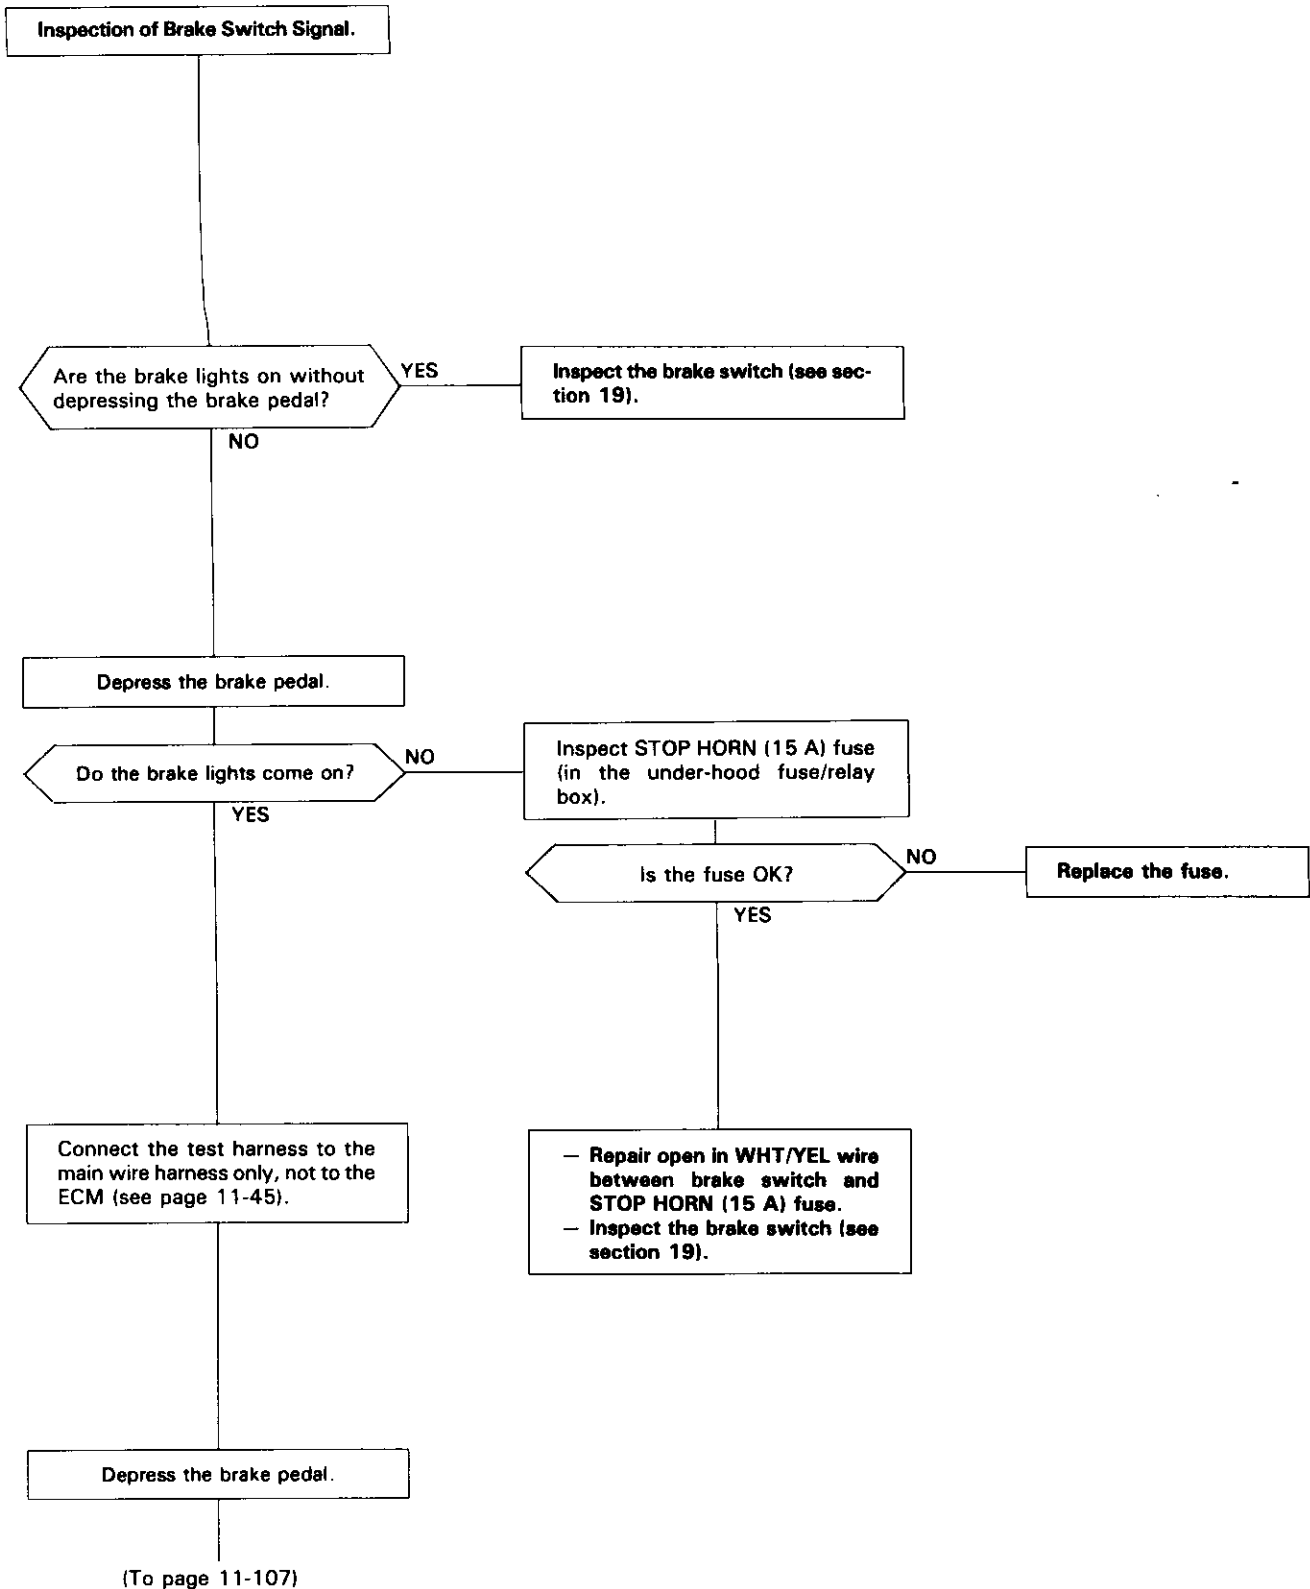 Inspection of Brake Switch Signal.
Are the brake lights on without
depressing the brake pedal?
YES
Inspect the brake switch (see sec-
tion 19).
NO
Depress the brake pedal.
Do the brake lights come on?
NO
Inspect STOP HORN (15 A) fuse
(in the under-hood fuse/relay
box).
YES
Is the fuse OK?
NO
Replace the fuse.
YES
Connect the test harness to the
main wire harness only, not to the
ECM (see page 11-45).
— Repair open in WHT/YEL wire
between brake switch and
STOP HORN (15 A) fuse.
— Inspect the brake switch (see
section 19).
Depress the brake pedal.
(To page 11-107)